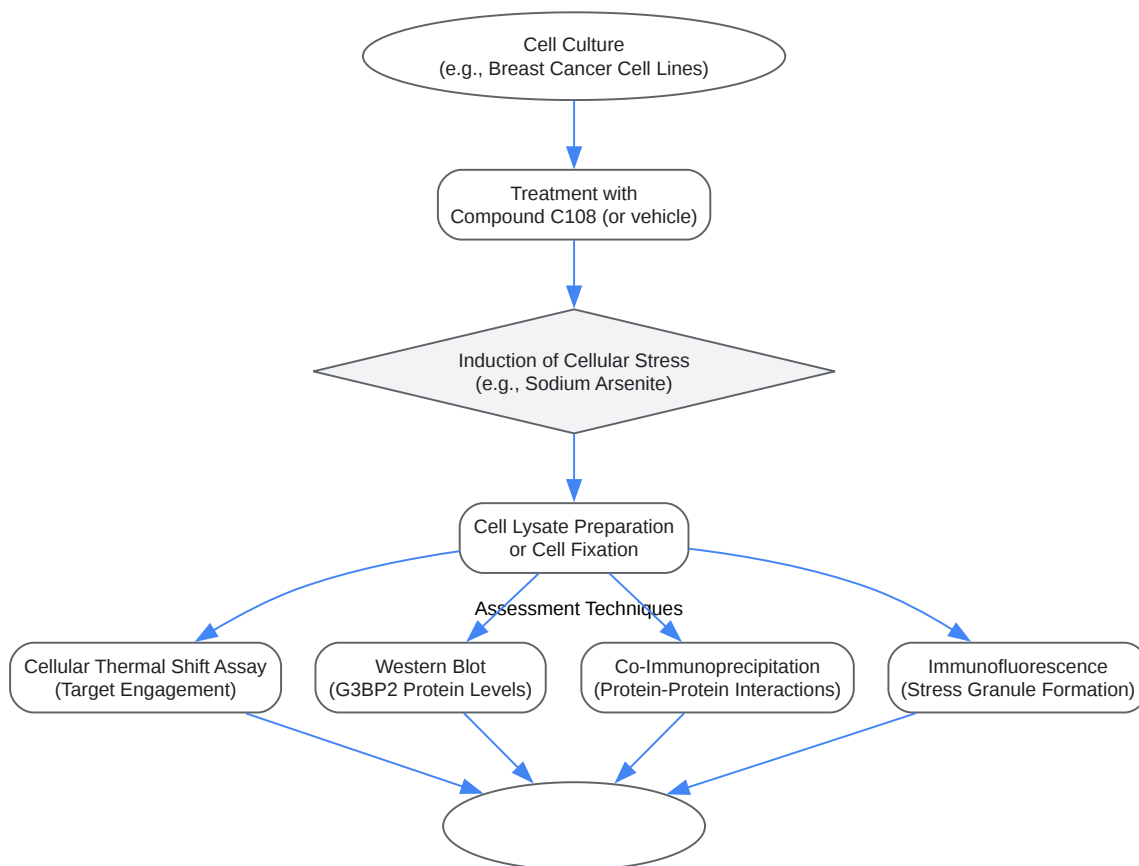 Cell Culture
(e.g., Breast Cancer Cell Lines)
Treatment with
Compound C108 (or vehicle)
Induction of Cellular Stress
(e.g., Sodium Arsenite)
Cell Lysate Preparation
or Cell Fixation
Assessment Techniques
Cellular Thermal Shift Assay
(Target Engagement)
Western Blot
(G3BP2 Protein Levels)
Co-Immunoprecipitation
(Protein-Protein Interactions)
Immunofluorescence
(Stress Granule Formation)